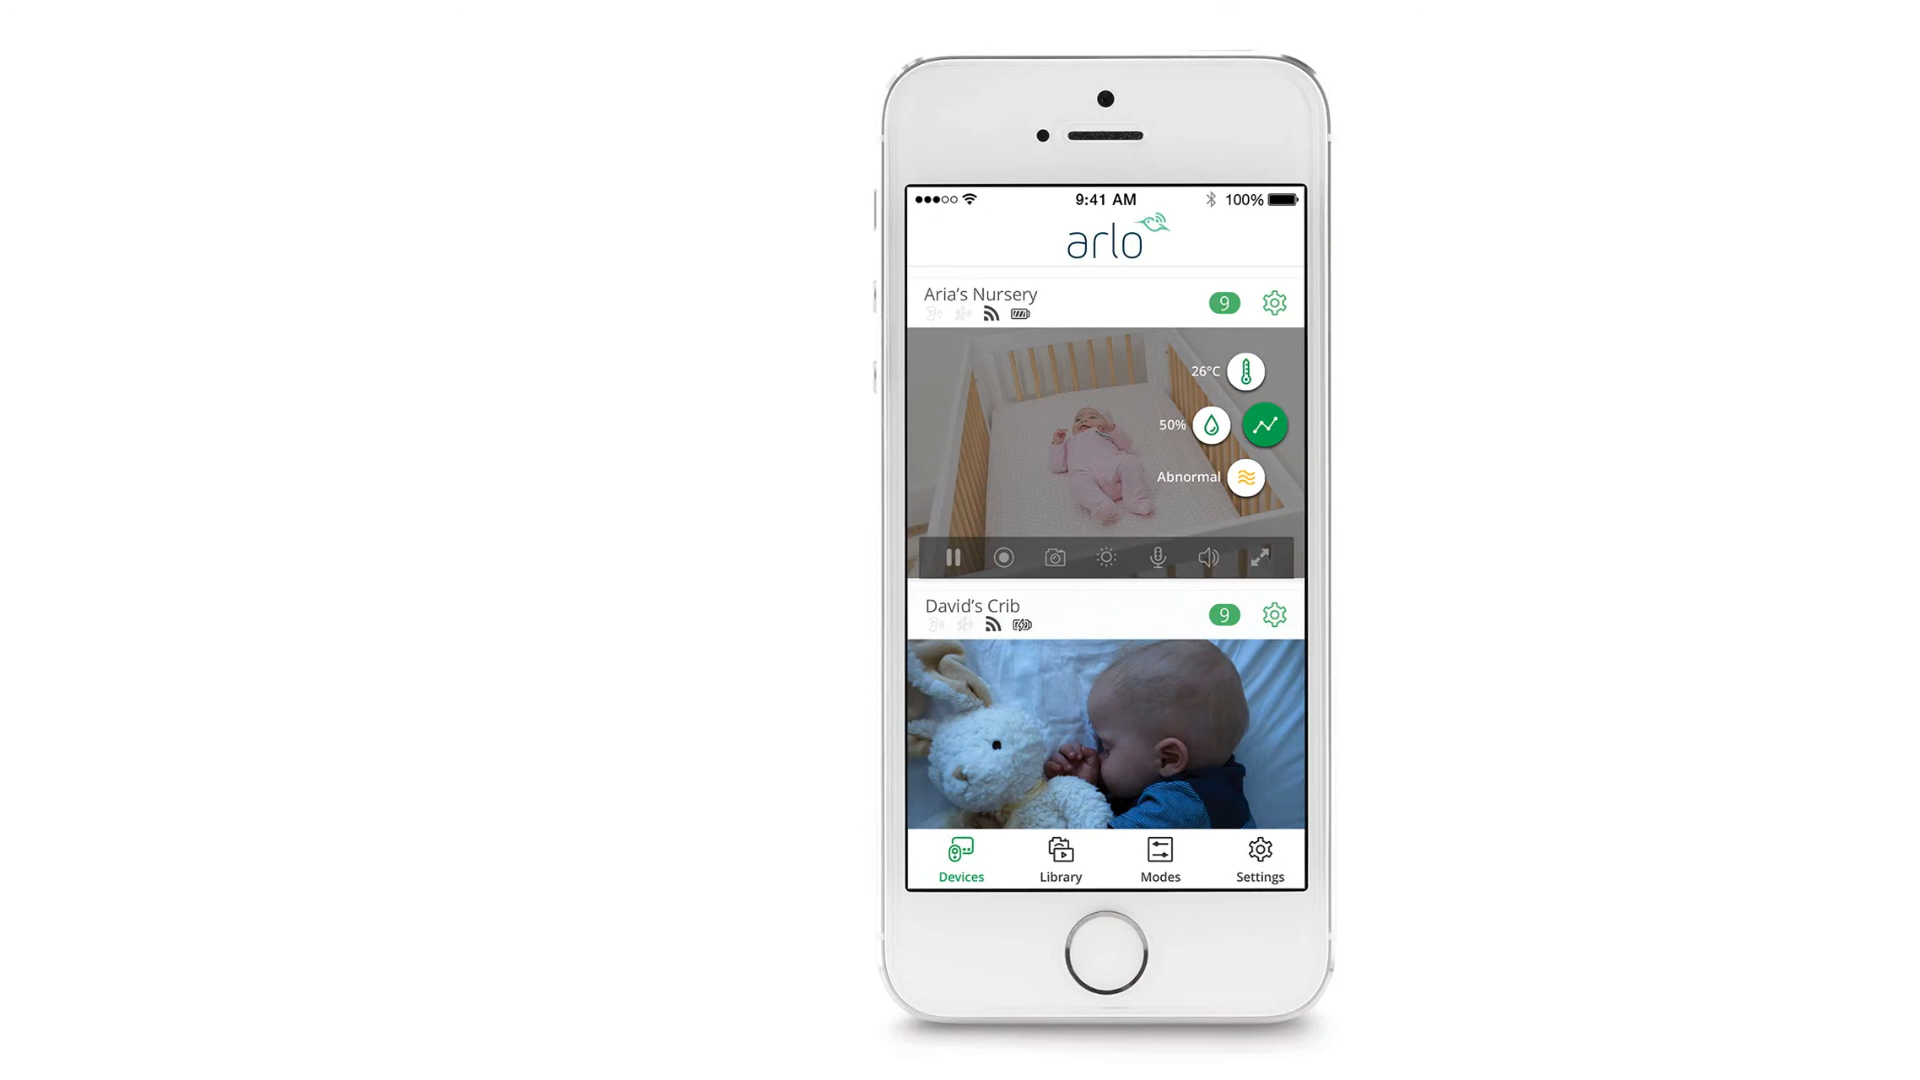 9:41 AM
100%
arlo
Aria's Nursery
9
26°C
50%
Abnormal
David's Crib
9
Devices
Library
Modes
Settings